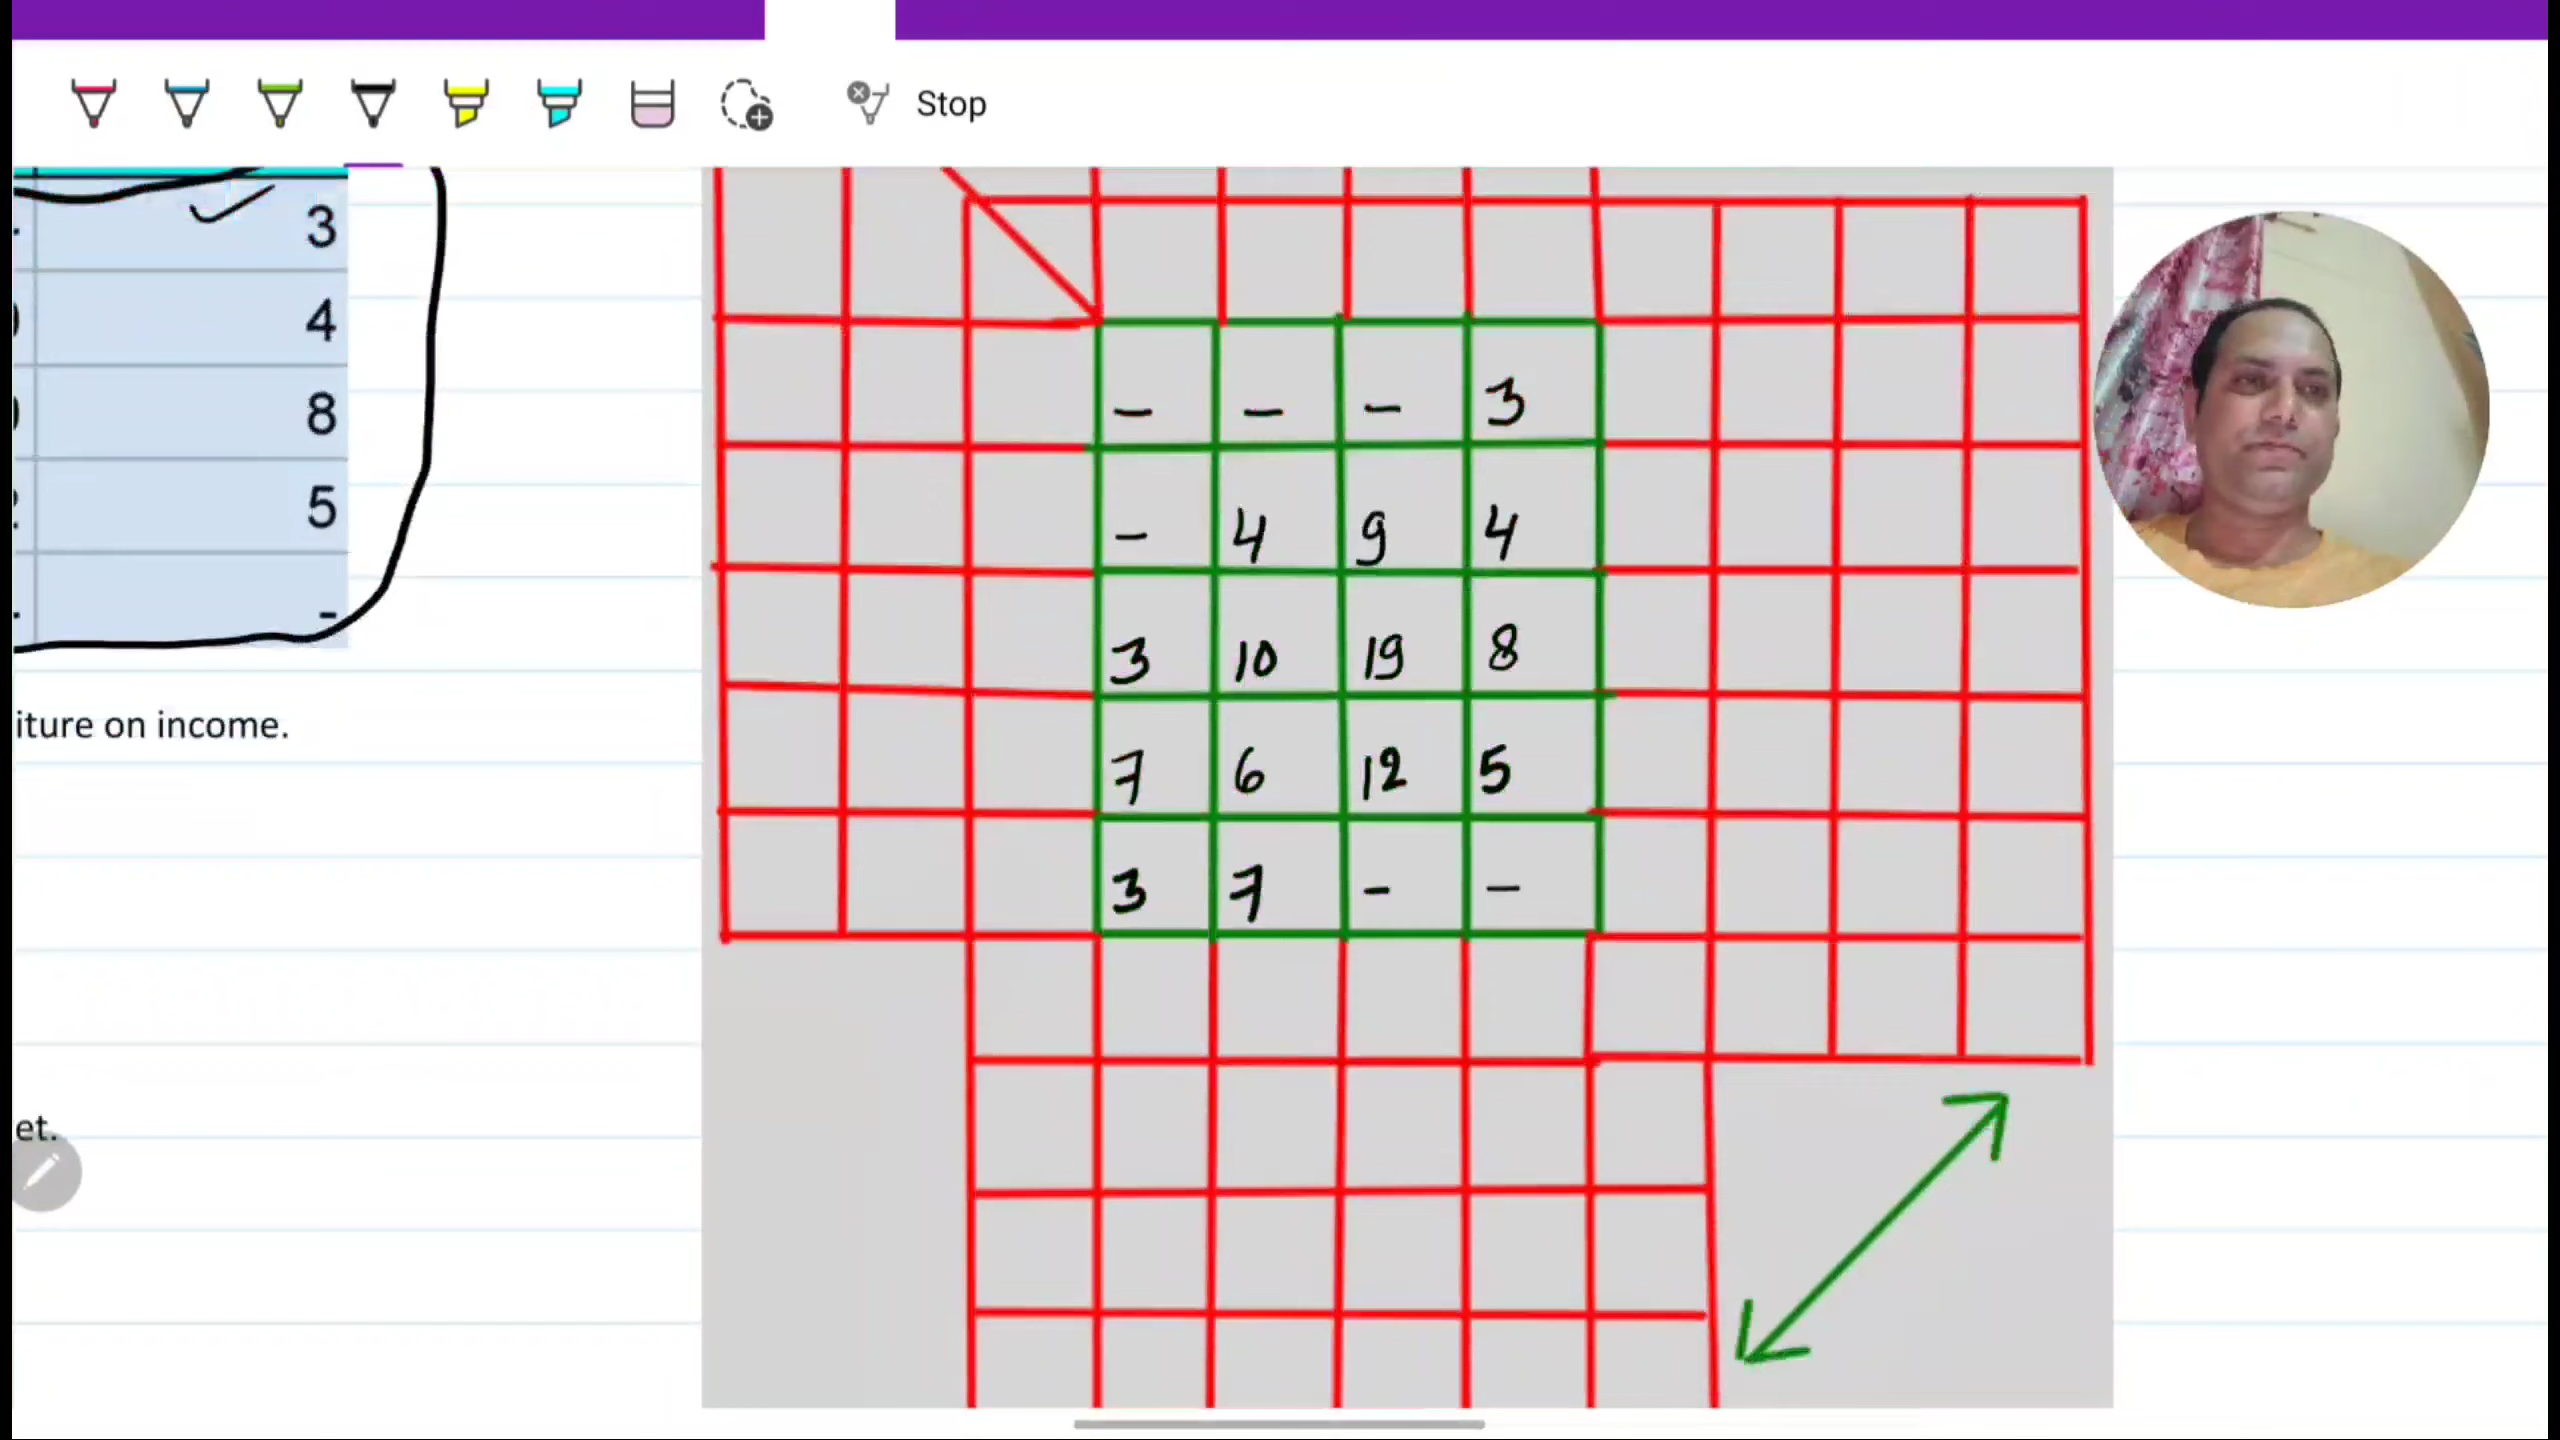 Stop
3
4
8
5
-
iture on income.
et.
- - - 3
- 4 9 4
3 10 19 8
7 6 12 5
3 7 - -